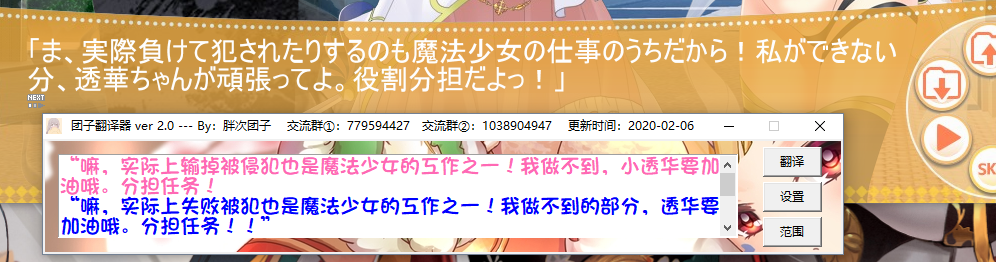 「ま、実際負けて犯されたりするのも魔法少女の仕事のうちだから！私ができない
分、透華ちゃんが頑張ってよ。役割分担だよっ！」
NEXT
团子翻译器 ver 2.0 --- By：胖次团子 交流群①：779594427 交流群②：1038904947 更新时间：2020-02-06
“嘛，实际上输掉被侵犯也是魔法少女的工作之一！我做不到，小透华要加
油哦。分担任务！
“嘛，实际上失败被犯也是魔法少女的工作之一！我做不到的部分，透华要
加油哦。分担任务！！”
翻译
设置
范围
SK